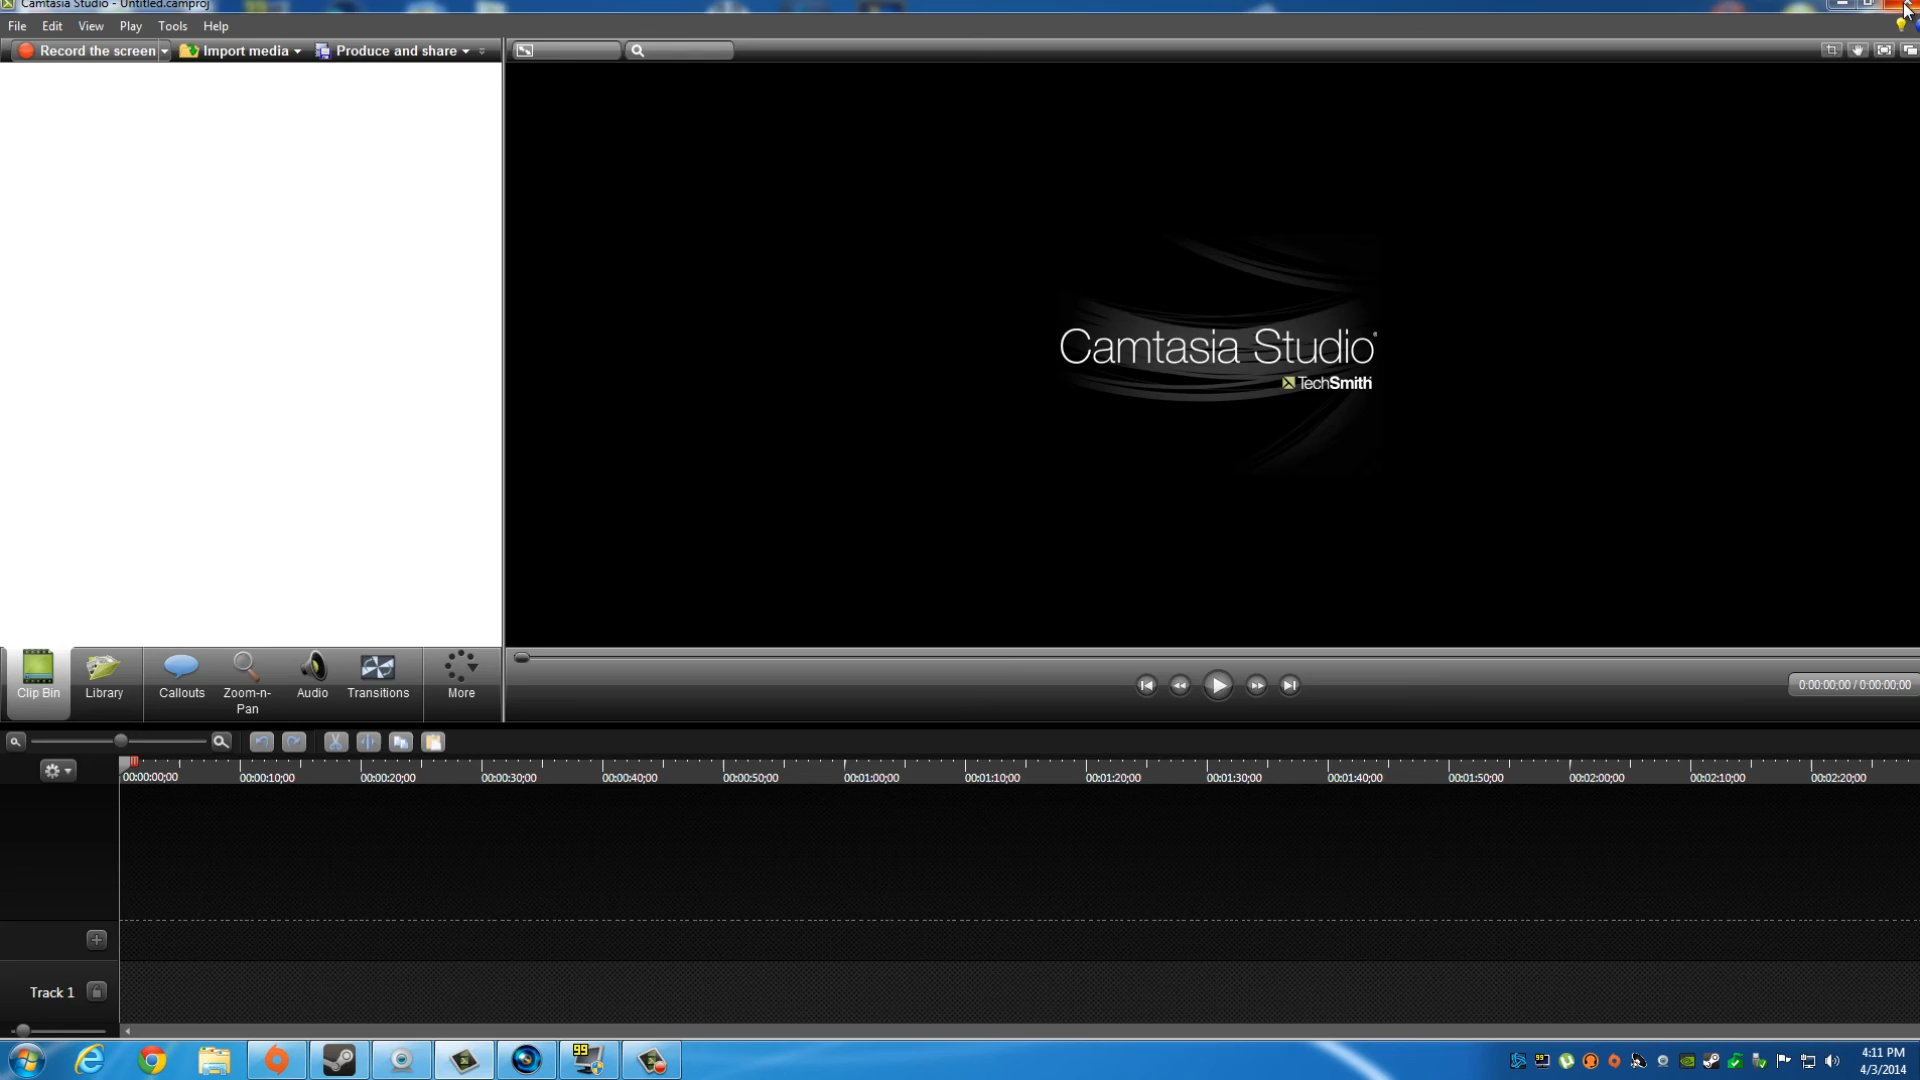 Camtasia Studio - Untitled.camproj
File Edit View Play Tools Help
Record the screen Import media Produce and share
Camtasia Studio®
TechSmith
Clip Bin Library Callouts Zoom-n-Pan Audio Transitions More
0:00:00;00 / 0:00:00;00
00:00:00;00 00:00:10;00 00:00:20;00 00:00:30;00 00:00:40;00 00:00:50;00 00:01:00;00 00:01:10;00 00:01:20;00 00:01:30;00 00:01:40;00 00:01:50;00 00:02:00;00 00:02:10;00 00:02:20;00
Track 1
99
99
4:11 PM
4/3/2014